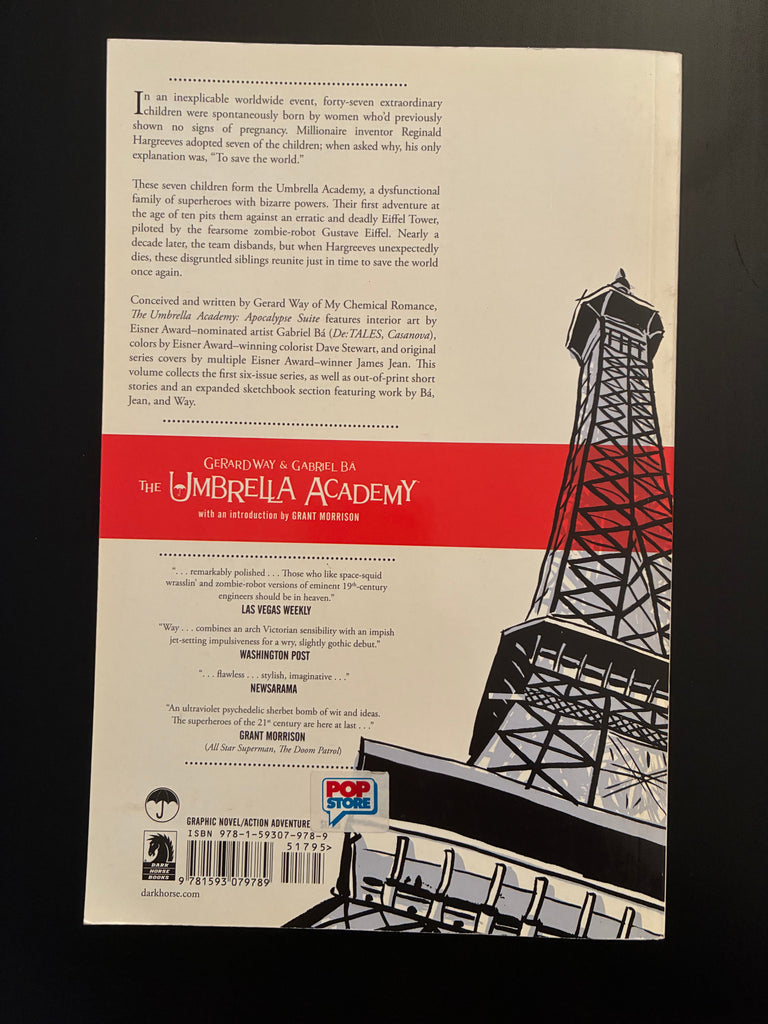 In an inexplicable worldwide event, forty-seven extraordinary
children were spontaneously born by women who'd previously
shown no signs of pregnancy. Millionaire inventor Reginald
Hargreeves adopted seven of the children; when asked why, his only
explanation was, “To save the world.”
These seven children form the Umbrella Academy, a dysfunctional
family of superheroes with bizarre powers. Their first adventure at
the age of ten pits them against an erratic and deadly Eiffel Tower,
piloted by the fearsome zombie-robot Gustave Eiffel. Nearly a
decade later, the team disbands, but when Hargreeves unexpectedly
dies, these disgruntled siblings reunite just in time to save the world
once again.
Conceived and written by Gerard Way of My Chemical Romance,
The Umbrella Academy: Apocalypse Suite features interior art by
Eisner Award–nominated artist Gabriel Bá (De:TALES, Casanova),
colors by Eisner Award–winning colorist Dave Stewart, and original
series covers by multiple Eisner Award–winner James Jean. This
volume collects the first six-issue series, as well as out-of-print short
stories and an expanded sketchbook section featuring work by Bá,
Jean, and Way.
GERARD WAY & GABRIEL BÁ
THE UMBRELLA ACADEMY™
with an introduction by GRANT MORRISON
“. . . remarkably polished . . . Those who like space-squid
wrasslin' and zombie-robot versions of eminent 19th-century
engineers should be in heaven.”
LAS VEGAS WEEKLY
“Way . . . combines an arch Victorian sensibility with an impish
jet-setting impulsiveness for a wry, slightly gothic debut.”
WASHINGTON POST
“. . . flawless . . . stylish, imaginative . . .”
NEWSARAMA
“An ultraviolet psychedelic sherbet bomb of wit and ideas.
The superheroes of the 21st century are here at last . . .”
GRANT MORRISON
(All Star Superman, The Doom Patrol)
POP
STORE
GRAPHIC NOVEL/ACTION ADVENTURE
ISBN 978-1-59307-978-9
51795>
9 781593 079789
DARK
HORSE
BOOKS
darkhorse.com